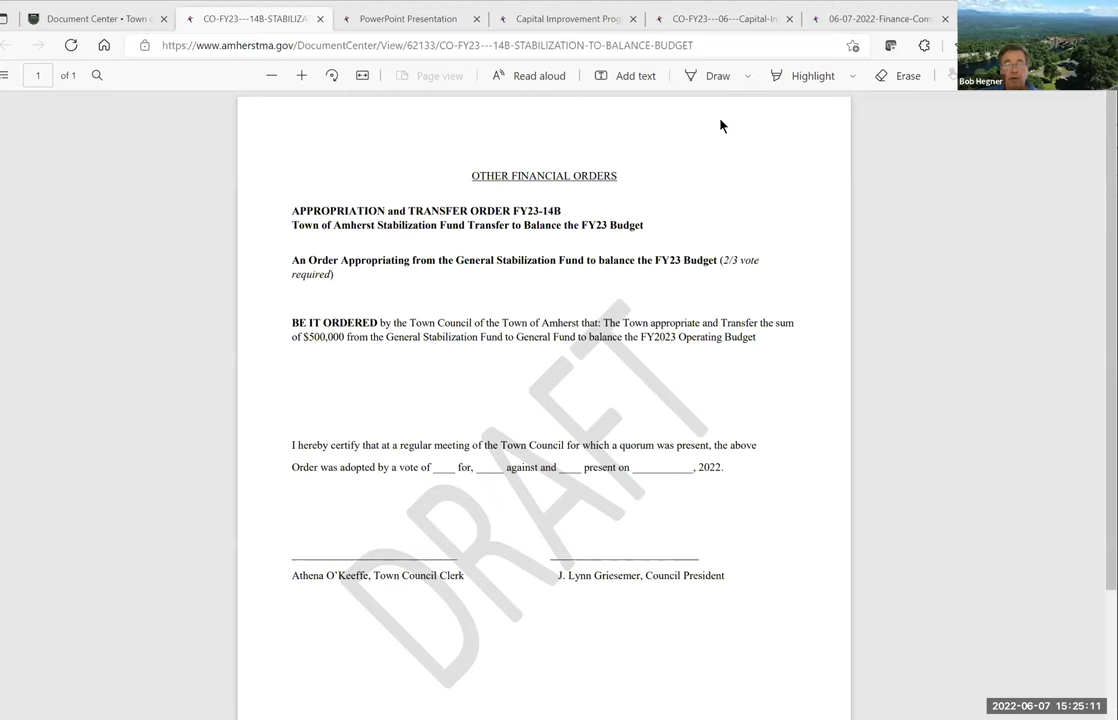 Document Center • Town o
CO-FY23---14B-STABILIZA
PowerPoint Presentation
Capital Improvement Prog
CO-FY23---06---Capital-In
06-07-2022-Finance-Com
https://www.amherstma.gov/DocumentCenter/View/62133/CO-FY23---14B-STABILIZATION-TO-BALANCE-BUDGET
1 of 1
Page view
Read aloud
Add text
Draw
Highlight
Erase
Bob Hegner
OTHER FINANCIAL ORDERS
APPROPRIATION and TRANSFER ORDER FY23-14B
Town of Amherst Stabilization Fund Transfer to Balance the FY23 Budget
An Order Appropriating from the General Stabilization Fund to balance the FY23 Budget (2/3 vote
required)
BE IT ORDERED by the Town Council of the Town of Amherst that: The Town appropriate and Transfer the sum
of $500,000 from the General Stabilization Fund to General Fund to balance the FY2023 Operating Budget
I hereby certify that at a regular meeting of the Town Council for which a quorum was present, the above
Order was adopted by a vote of ____ for, _____ against and ____ present on ___________, 2022.
Athena O’Keeffe, Town Council Clerk
J. Lynn Griesemer, Council President
DRAFT
2022-06-07 15:25:11